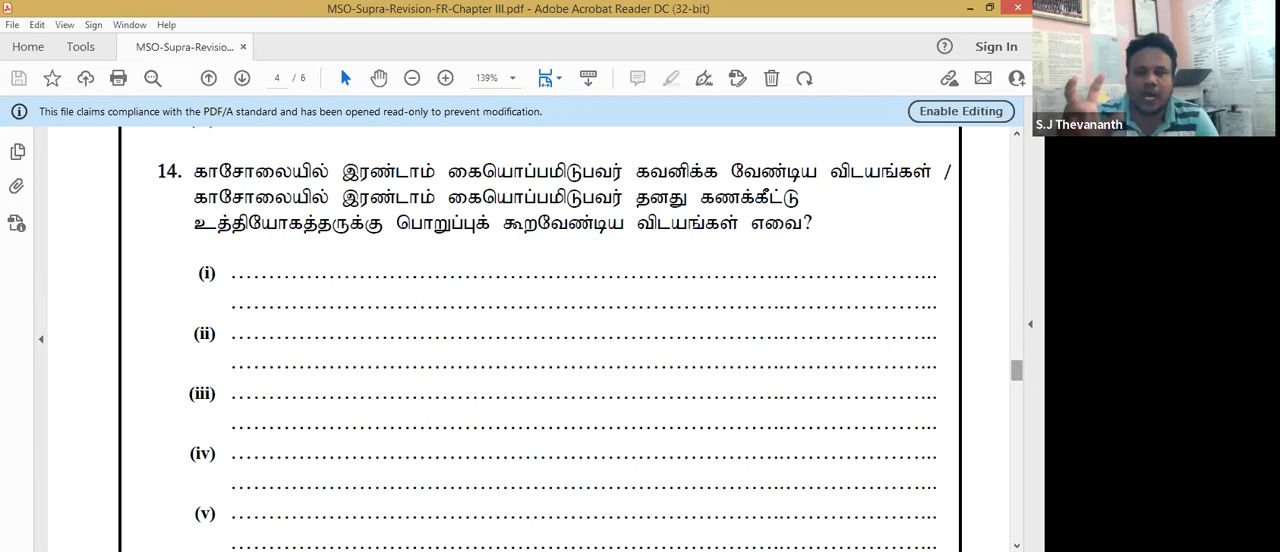 MSO-Supra-Revision-FR-Chapter III.pdf - Adobe Acrobat Reader DC (32-bit)
File Edit View Sign Window Help
Home Tools MSO-Supra-Revisio... × Sign In
4 / 6 139%
This file claims compliance with the PDF/A standard and has been opened read-only to prevent modification. Enable Editing
S.J Thevananth
14. காசோலையில் இரண்டாம் கையொப்பமிடுபவர் கவனிக்க வேண்டிய விடயங்கள் /
காசோலையில் இரண்டாம் கையொப்பமிடுபவர் தனது கணக்கீட்டு
உத்தியோகத்தருக்கு பொறுப்புக் கூறவேண்டிய விடயங்கள் எவை?
(i)
(ii)
(iii)
(iv)
(v)